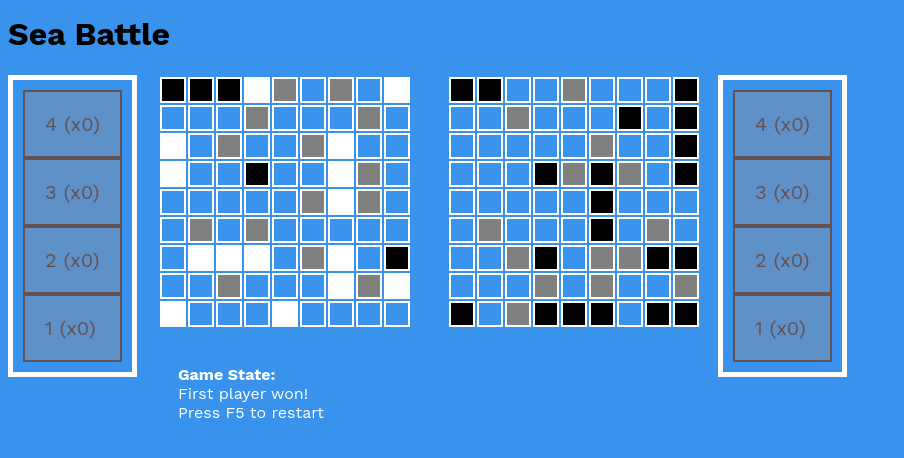 Sea Battle
4 (x0)
3 (x0)
2 (x0)
1 (x0)
4 (x0)
3 (x0)
2 (x0)
1 (x0)
Game State:
First player won!
Press F5 to restart